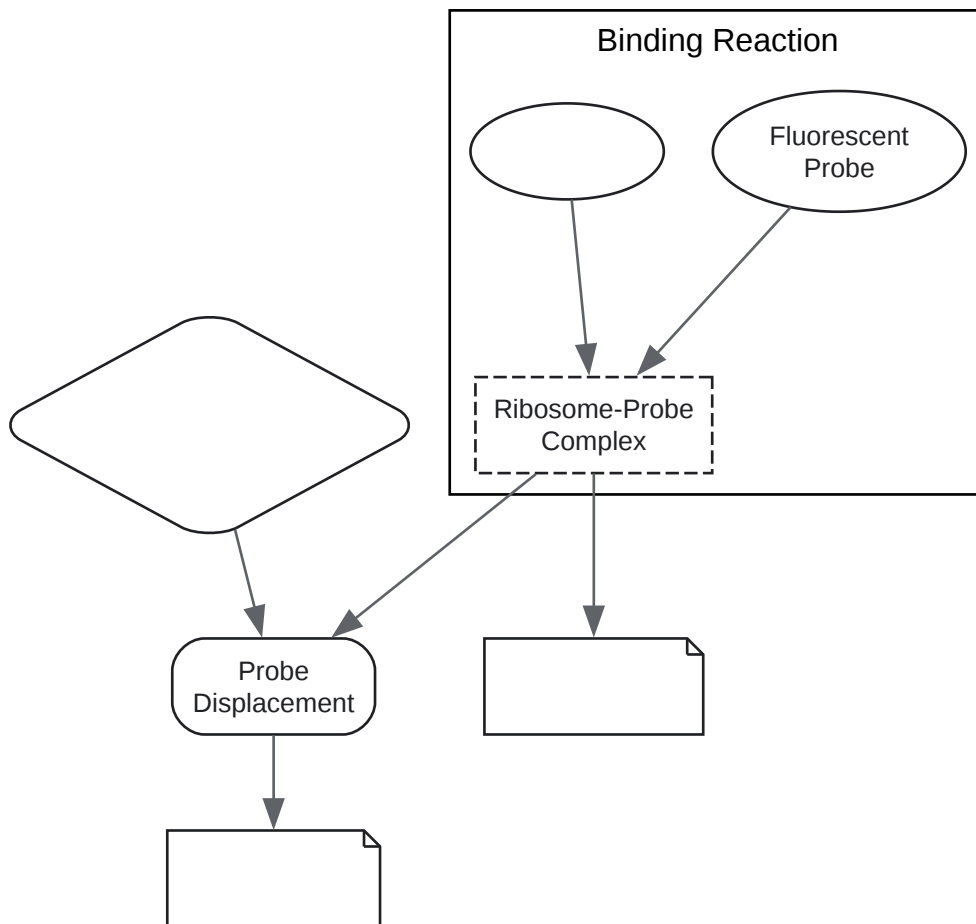 Binding Reaction
Fluorescent
Probe
Ribosome-Probe
Complex
Probe
Displacement